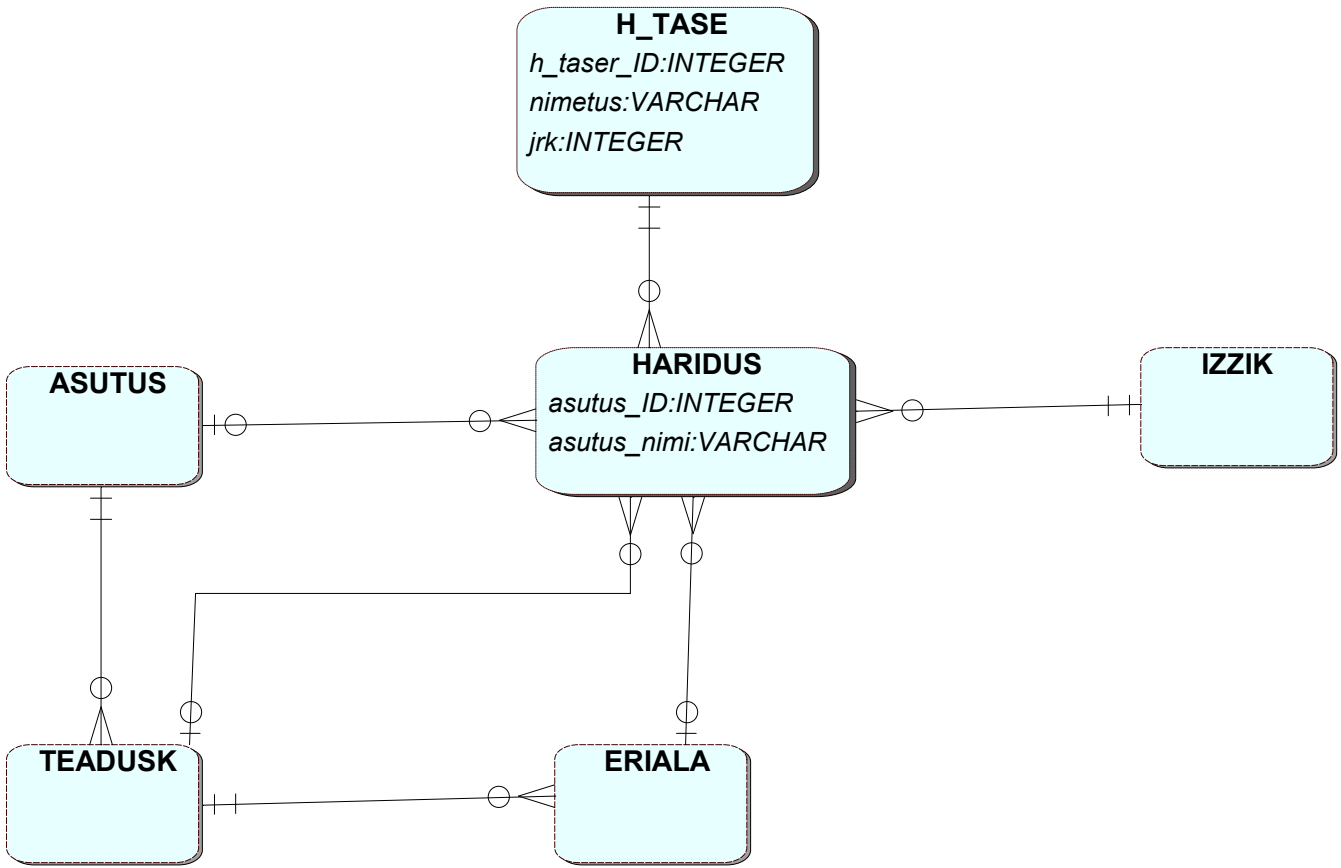 H_TASE
h_taser_ID:INTEGER
nimetus:VARCHAR
jrk:INTEGER
ASUTUS
HARIDUS
asutus_ID:INTEGER
asutus_nimi:VARCHAR
IZZIK
TEADUSK
ERIALA